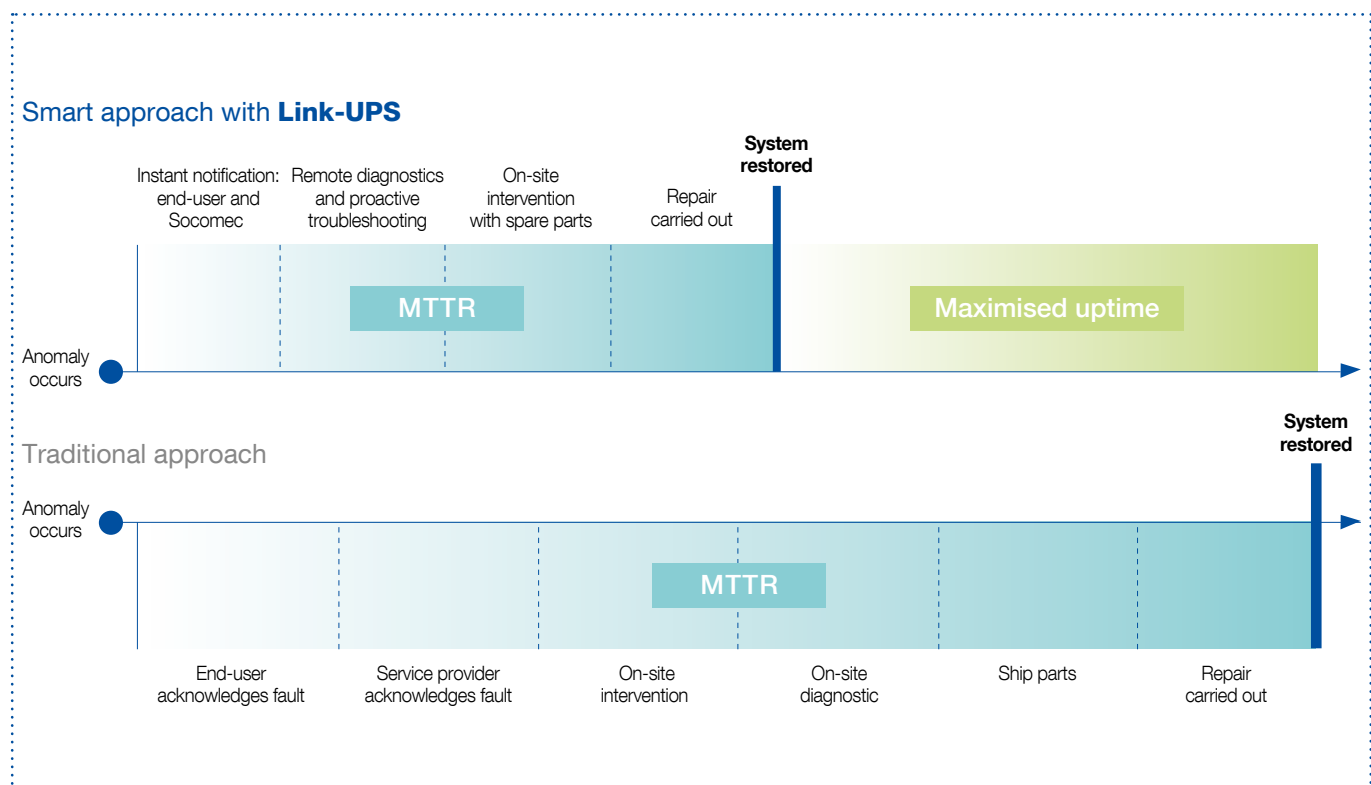 Smart approach with Link-UPS
System
restored
Instant notification:
end-user and
Socomec
Remote diagnostics
and proactive
troubleshooting
On-site
intervention
with spare parts
Repair
carried out
MTTR
Maximised uptime
Anomaly
occurs
Traditional approach
System
restored
Anomaly
occurs
MTTR
End-user
acknowledges fault
Service provider
acknowledges fault
On-site
intervention
On-site
diagnostic
Ship parts
Repair
carried out